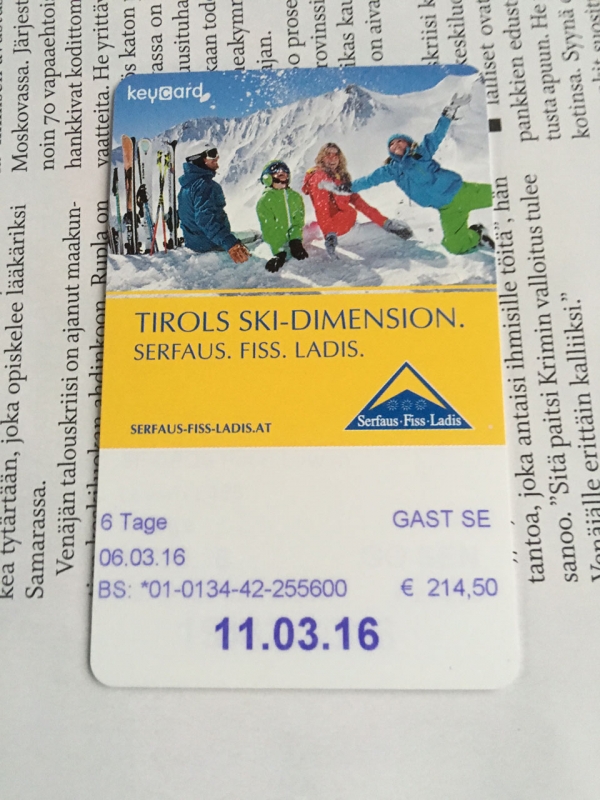 keycard
TIROLS SKI-DIMENSION.
SERFAUS. FISS. LADIS.
SERFAUS-FISS-LADIS.AT
Serfaus·Fiss·Ladis
6 Tage GAST SE
06.03.16
BS: *01-0134-42-255600 € 214,50
11.03.16
kea tytärtään, joka opiskelee lääkäriksi
Samarassa.
Venäjän talouskriisi on ajanut maakun-
Moskovassa. Järjest
noin 70 vapaaehtois
hankkivat kodittom
vaatteita. He yrittäv
pankkien edust
tusta apuun. He
kotinsa. Syynä o
tantoa, joka antaisi ihmisille töitä", hän
sanoo. "Sitä paitsi Krimin valloitus tulee
Venäjälle erittäin kalliiksi."